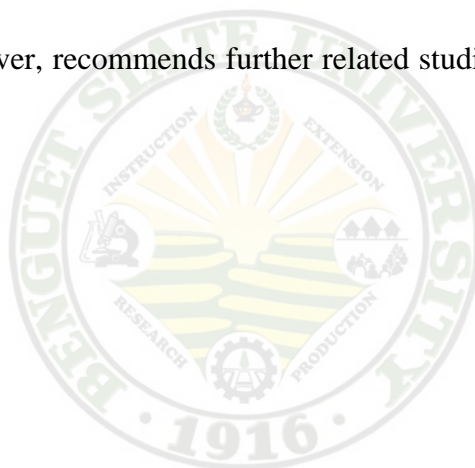 ver, recommends further related studi
BENGUET STATE UNIVERSITY
INSTRUCTION
EXTENSION
RESEARCH
PRODUCTION
1916